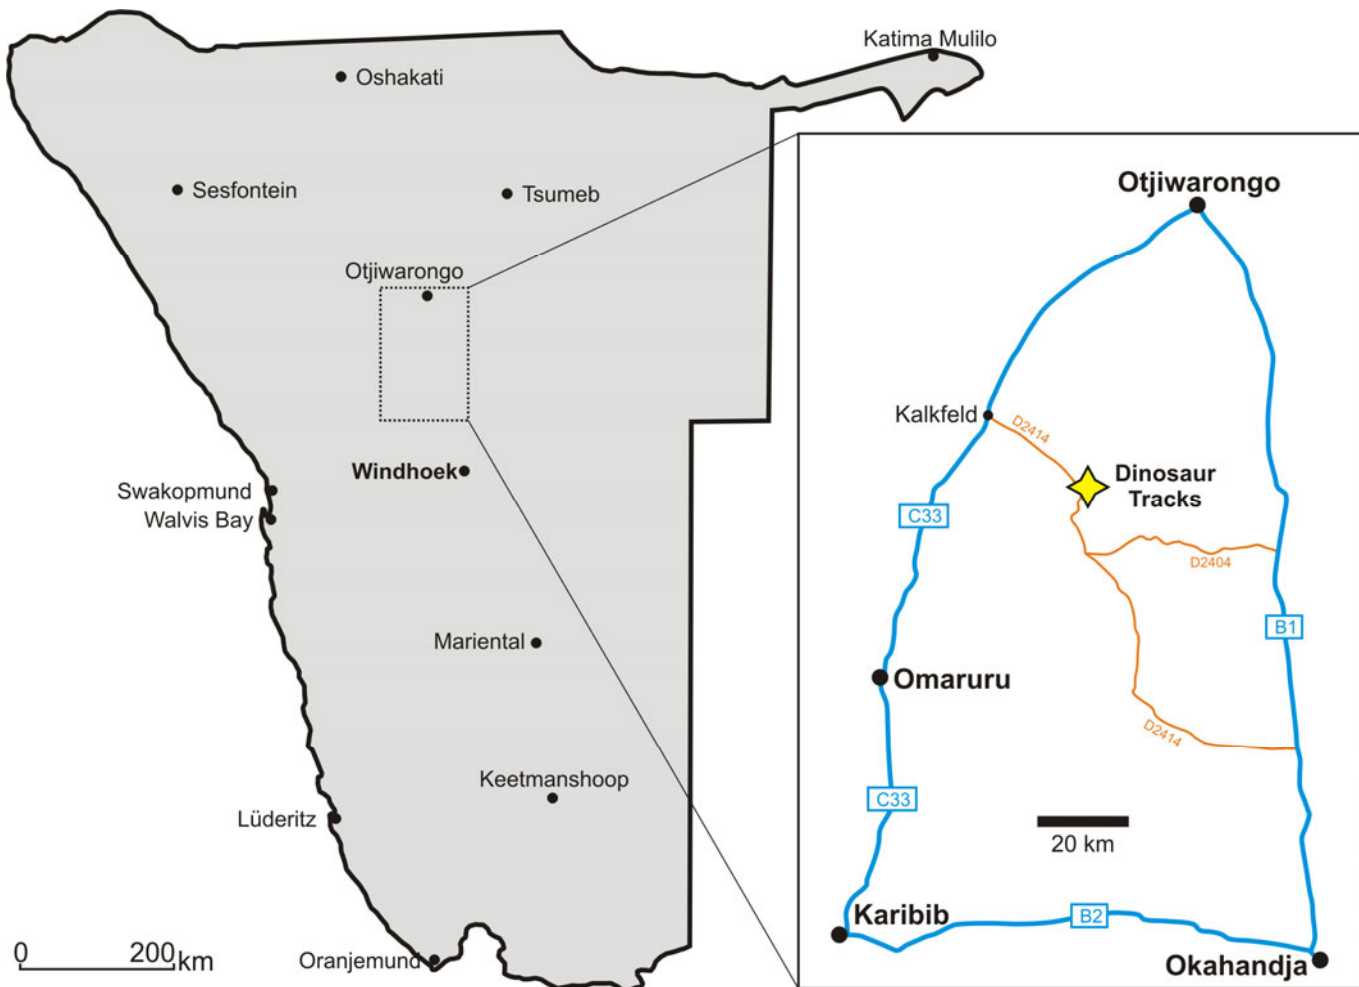 Katima Mulilo
Oshakati
Sesfontein
Tsumeb
Otjiwarongo
Windhoek
Swakopmund
Walvis Bay
Mariental
Keetmanshoop
Lüderitz
Oranjemund
0 200 km
Otjiwarongo
Kalkfeld
D2414
Dinosaur
Tracks
C33
D2404
B1
Omaruru
D2414
C33
20 km
Karibib
B2
Okahandja